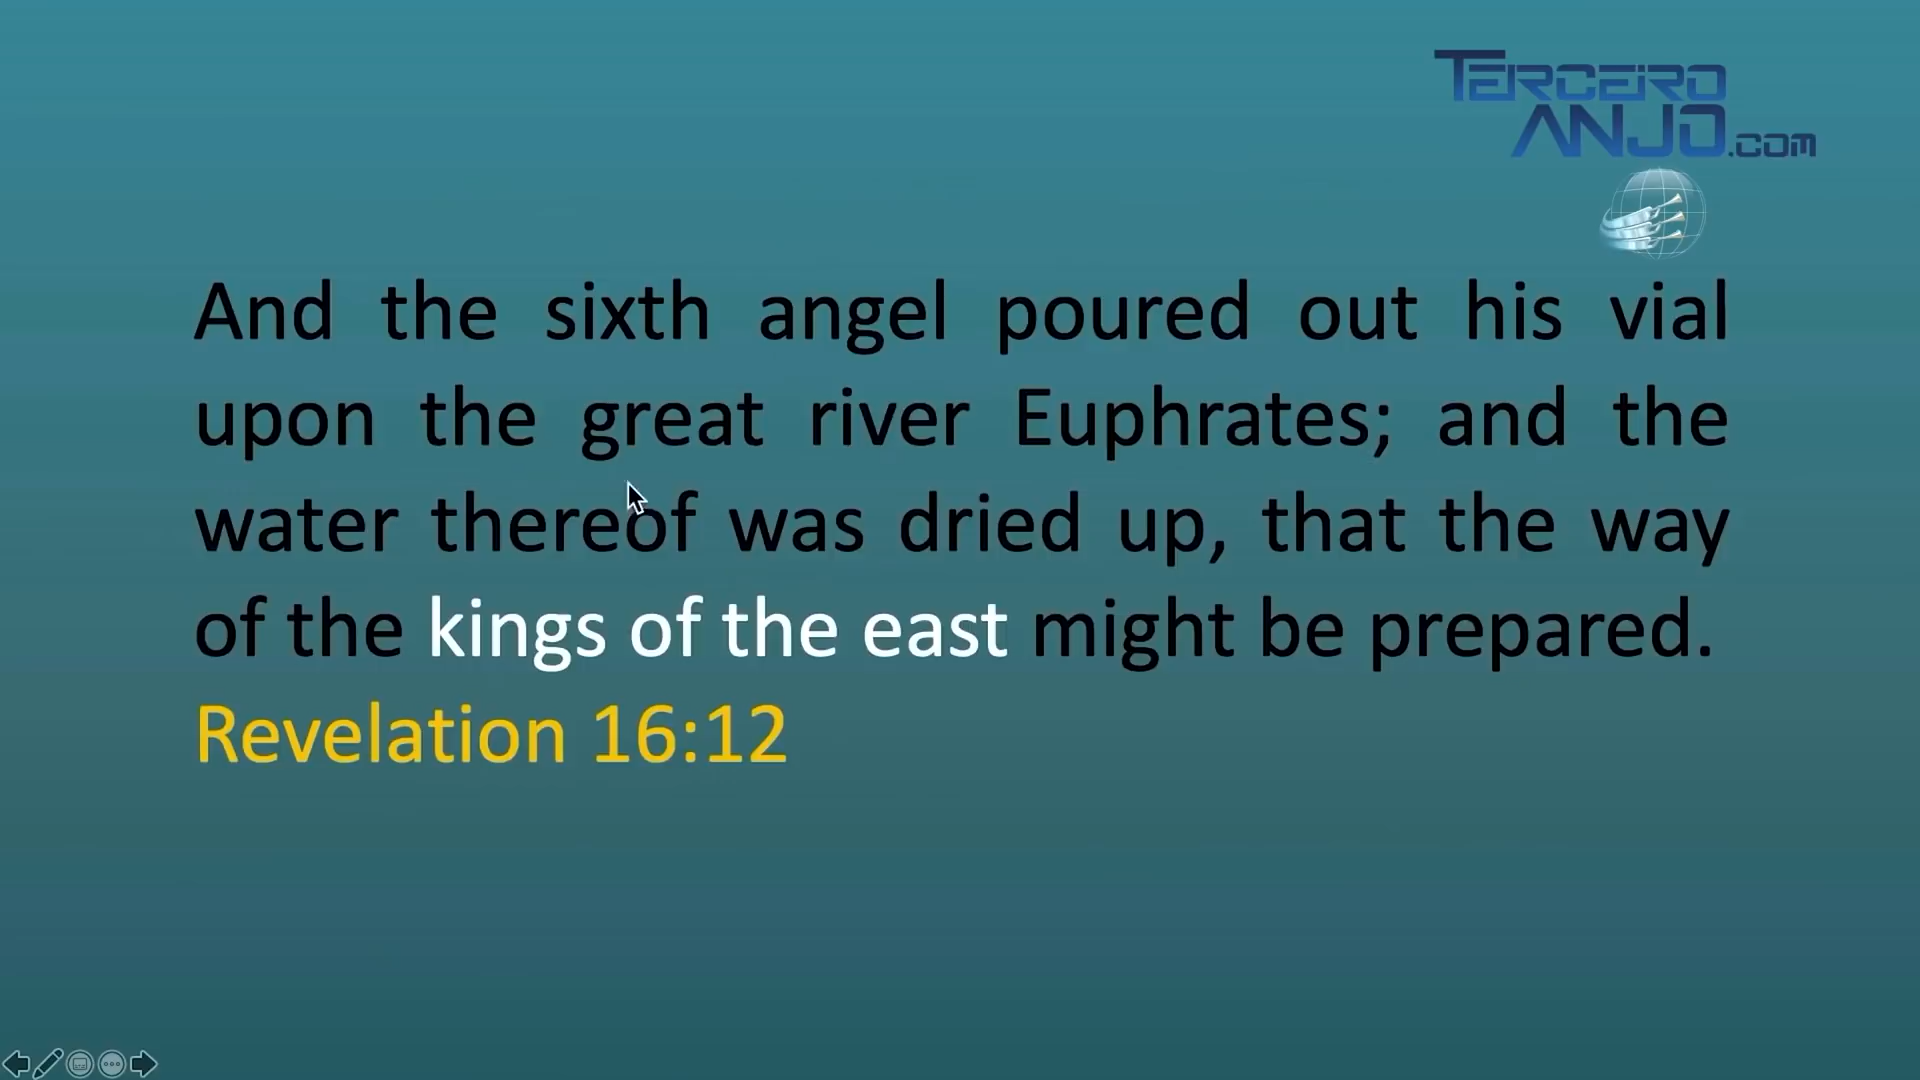 TERCEIRO
ANJO.COM
And the sixth angel poured out his vial
upon the great river Euphrates; and the
water thereof was dried up, that the way
of the kings of the east might be prepared.
Revelation 16:12